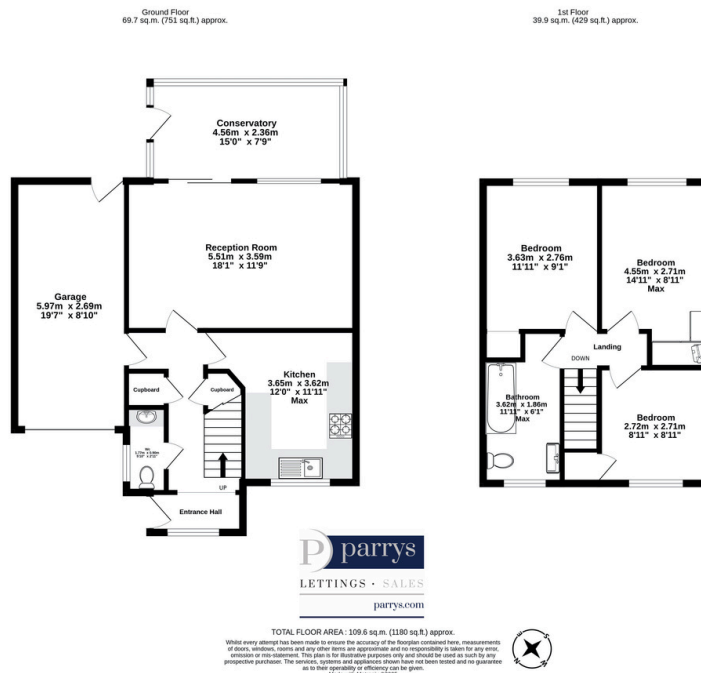 Ground Floor
69.7 sq.m. (751 sq.ft.) approx.
1st Floor
39.9 sq.m. (429 sq.ft.) approx.
Conservatory
4.56m x 2.36m
15'0" x 7'9"
Reception Room
5.51m x 3.59m
18'1" x 11'9"
Garage
5.97m x 2.69m
19'7" x 8'10"
Kitchen
3.65m x 3.62m
12'0" x 11'11"
Max
Cupboard
Cupboard
UP
Entrance Hall
Bedroom
3.63m x 2.76m
11'11" x 9'1"
Bedroom
4.55m x 2.71m
14'11" x 8'11"
Max
Landing
DOWN
Bathroom
3.62m x 1.86m
11'11" x 6'1"
Max
Bedroom
2.72m x 2.71m
8'11" x 8'11"
P parrys
LETTINGS · SALES
parrys.com
TOTAL FLOOR AREA : 109.6 sq.m. (1180 sq.ft.) approx.
Whilst every attempt has been made to ensure the accuracy of the floorplan contained here, measurements
of doors, windows, rooms and any other items are approximate and no responsibility is taken for any error,
omission or mis-statement. This plan is for illustrative purposes only and should be used as such by any
prospective purchaser. The services, systems and appliances shown have not been tested and no guarantee
as to their operability or efficiency can be given.